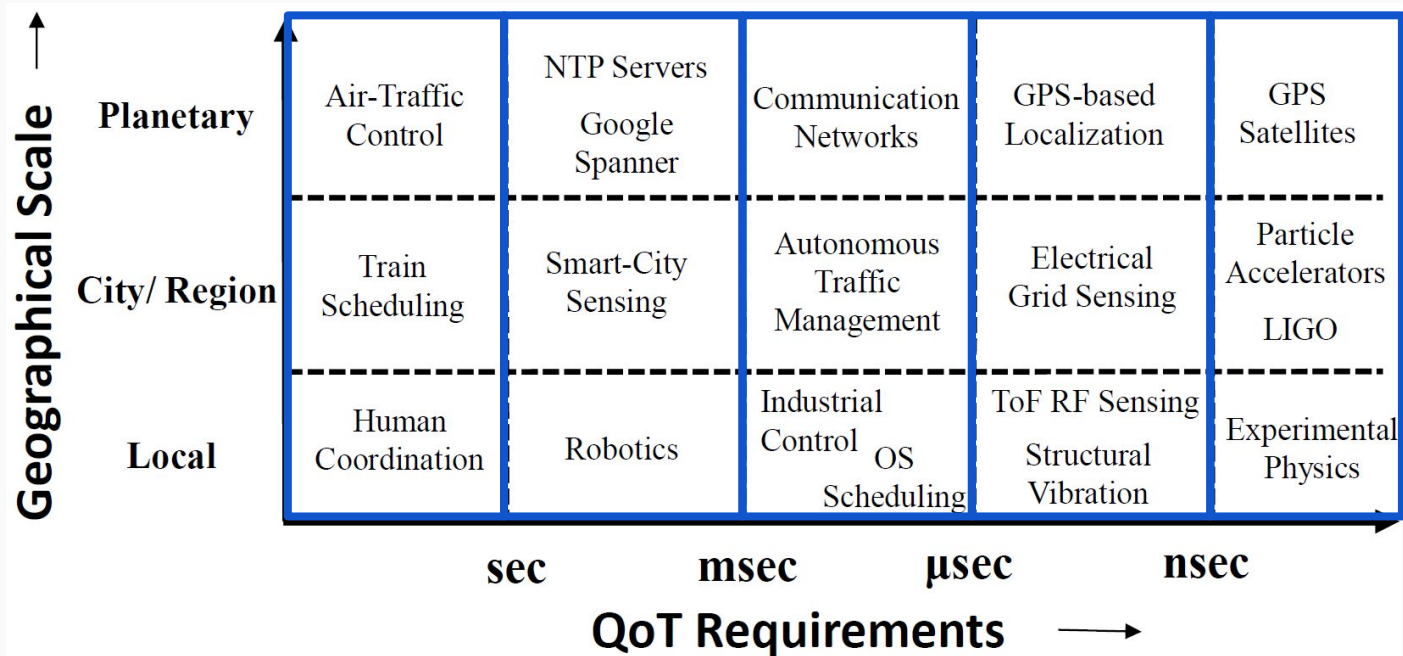 Geographical Scale
Planetary
Air-Traffic
Control
NTP Servers
Google
Spanner
Communication
Networks
GPS-based
Localization
GPS
Satellites
City/ Region
Train
Scheduling
Smart-City
Sensing
Autonomous
Traffic
Management
Electrical
Grid Sensing
Particle
Accelerators
LIGO
Local
Human
Coordination
Robotics
Industrial
Control
OS
Scheduling
ToF RF Sensing
Structural
Vibration
Experimental
Physics
sec
msec
μsec
nsec
QoT Requirements